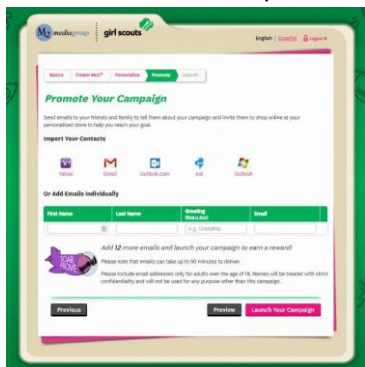 M2 mediagroup girl scouts
English | Español Logout
Basics Create Me2™ Personalize Promote Launch
Promote Your Campaign
Send emails to your friends and family to tell them about your campaign and invite them to shop online at your
personalized store to help you reach your goal.
Import Your Contacts
Yahoo Gmail Outlook.com Aol Outlook
Or Add Emails Individually
First Name Last Name Greeting Email
What is this?
e.g. Grandma
SOAR ABOVE
Add 12 more emails and launch your campaign to earn a reward!
Please note that emails can take up to 90 minutes to deliver.
Please include email addresses only for adults over the age of 18. Names will be treated with strict
confidentiality and will not be used for any purpose other than this campaign.
Previous Preview Launch Your Campaign